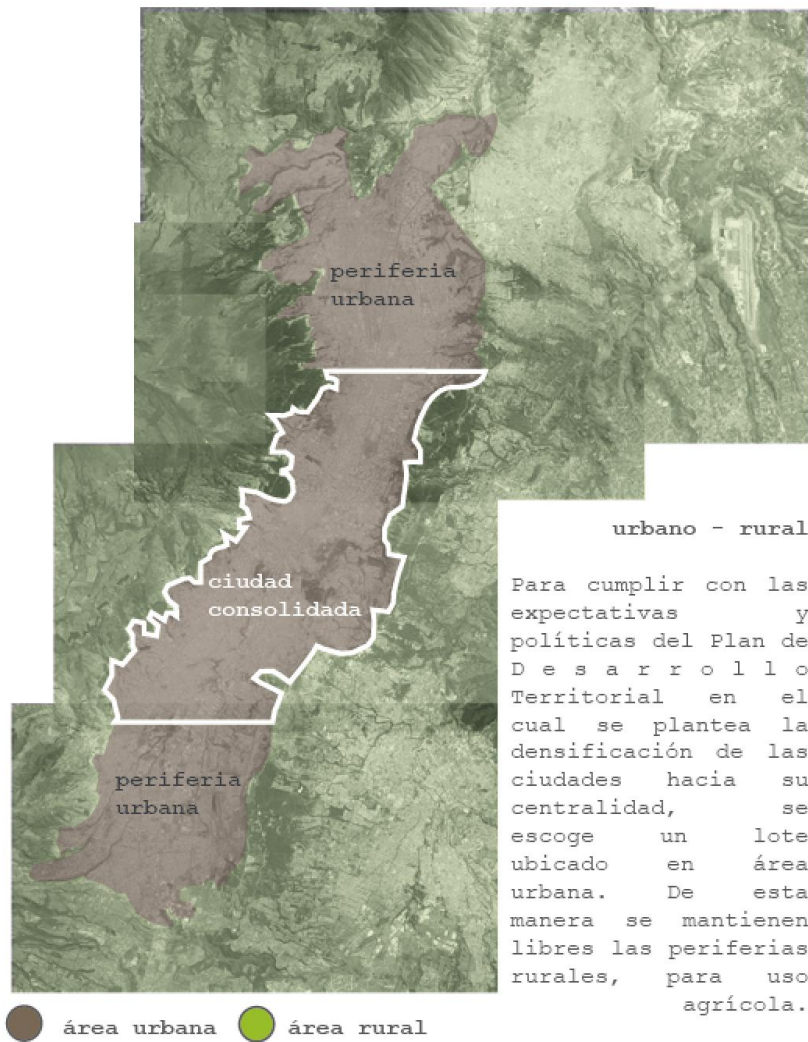 periferia
urbana
ciudad
consolidada
periferia
urbana
urbano - rural
Para cumplir con las
expectativas y
políticas del Plan de
Desarrollo
Territorial en el
cual se plantea la
densificación de las
ciudades hacia su
centralidad, se
escoge un lote
ubicado en área
urbana. De esta
manera se mantienen
libres las periferias
rurales, para uso
agrícola.
área urbana área rural